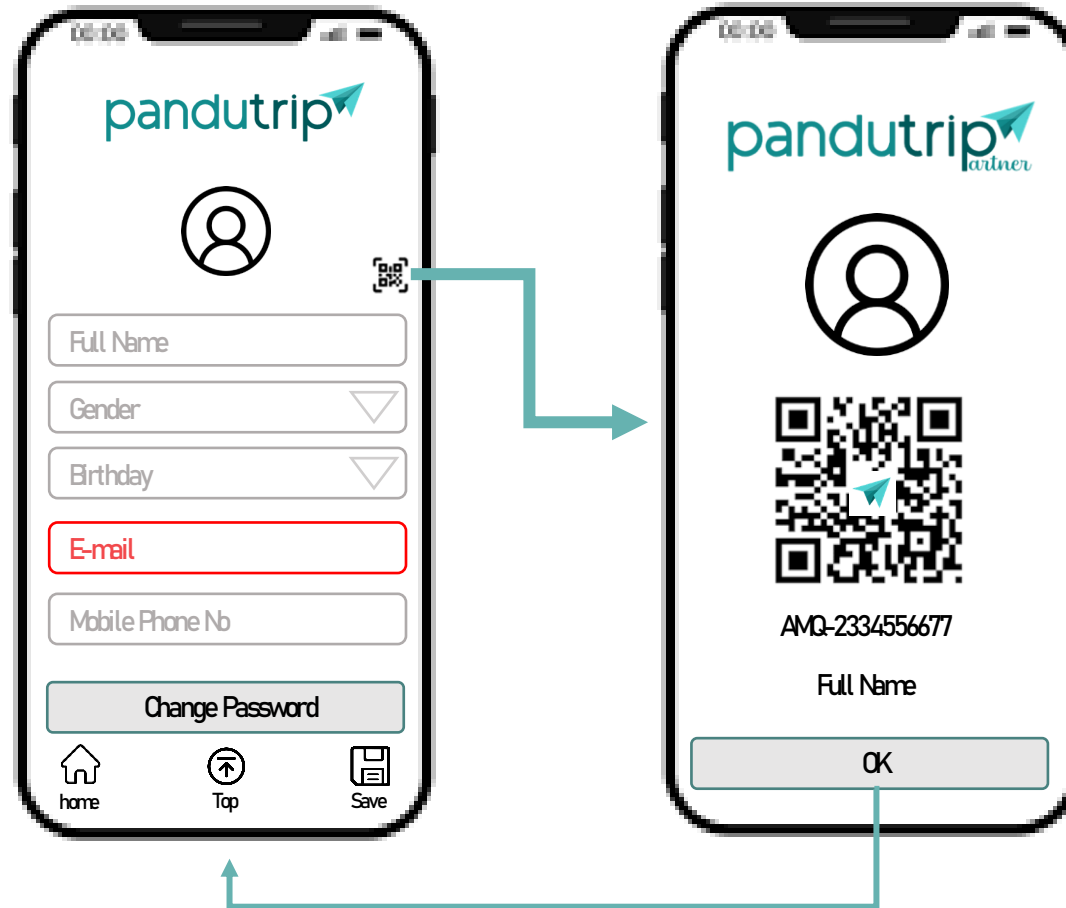 00:00
pandutrip
Full Name
Gender
Birthday
E-mail
Mobile Phone No
Change Password
home
Top
Save
00:00
pandutrip
artner
AMQ-2334556677
Full Name
OK